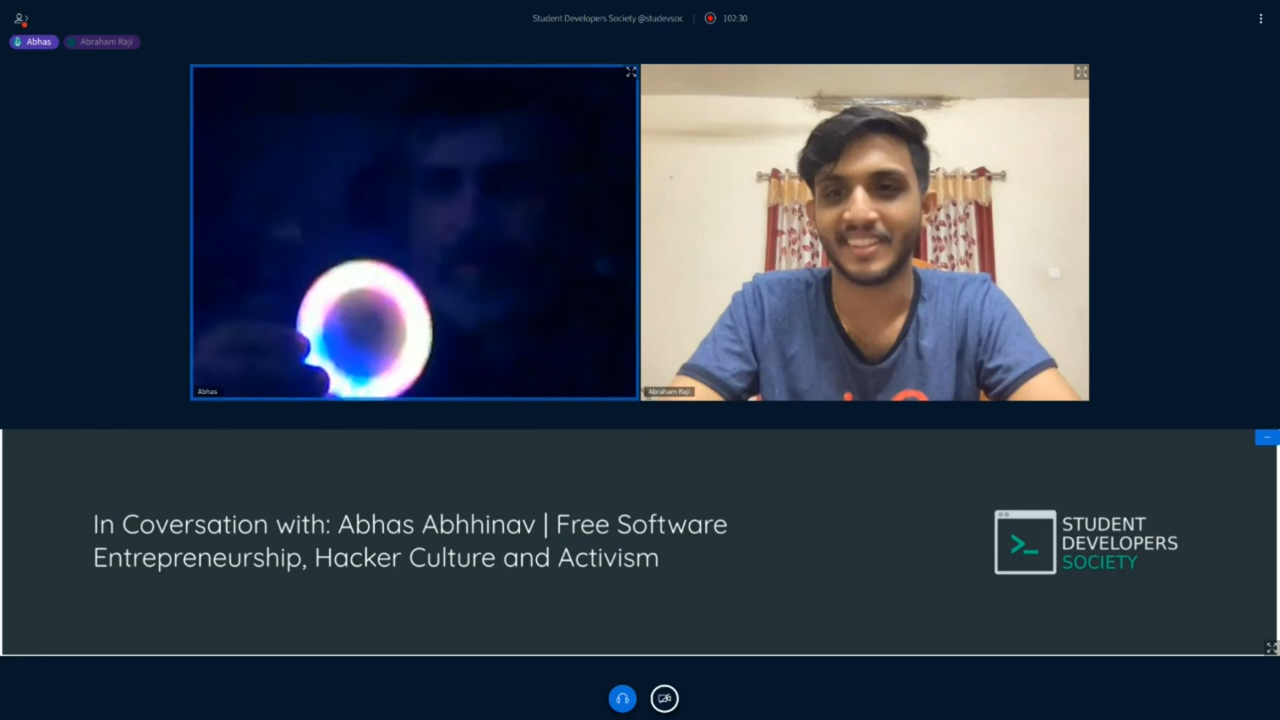 Student Developers Society @studevsoc | 102:30
Abhas Abraham Raji
Abhas
Abraham Raji
In Coversation with: Abhas Abhhinav | Free Software
Entrepreneurship, Hacker Culture and Activism
>_
STUDENT
DEVELOPERS
SOCIETY